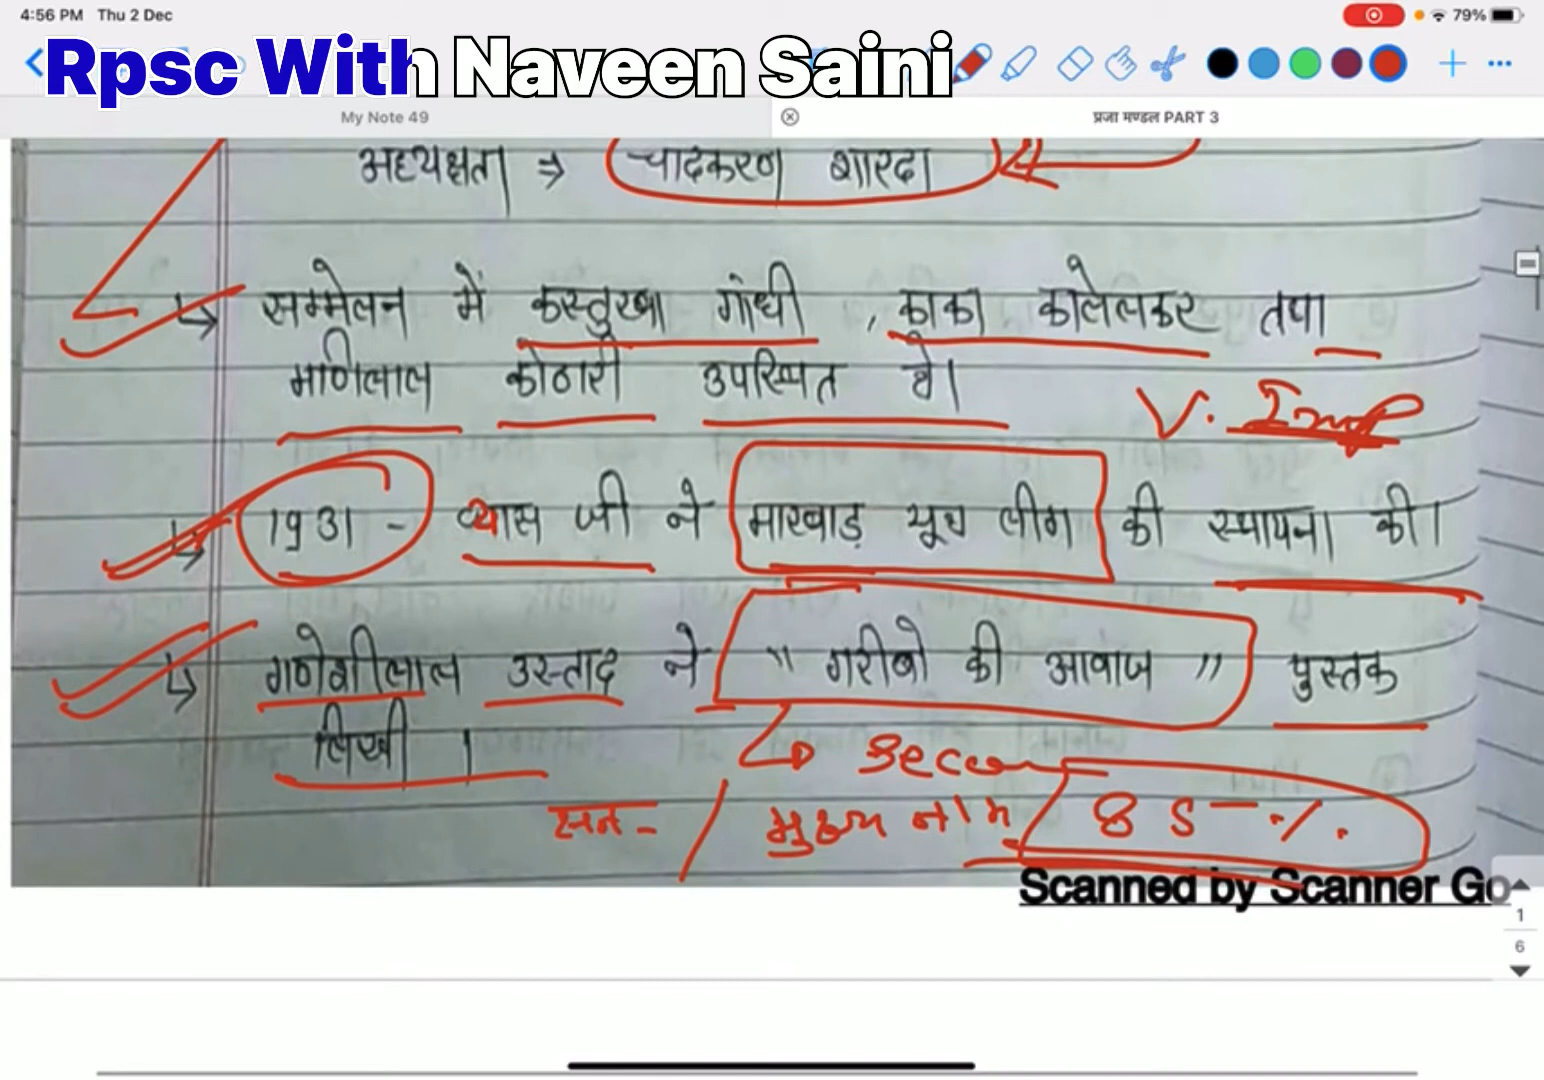 4:56 PM Thu 2 Dec
79%
Rpsc With Naveen Saini
My Note 49
प्रजा मण्डल PART 3
अध्यक्षता ⇒ चादकरण शारदा
→ सम्मेलन में कस्तुरबा गांधी , काका कालेलकर तथा
मणिलाल कोठारी उपस्थित थे।
V. Imp
→ 1931 - व्यास जी ने मारवाड़ यूथ लीग की स्थापना की।
→ गणेशीलाल उस्ताद ने " गरीबो की आवाज " पुस्तक
लिखी ।
मुख्य नाम 85 %
Scanned by Scanner Go
1
6